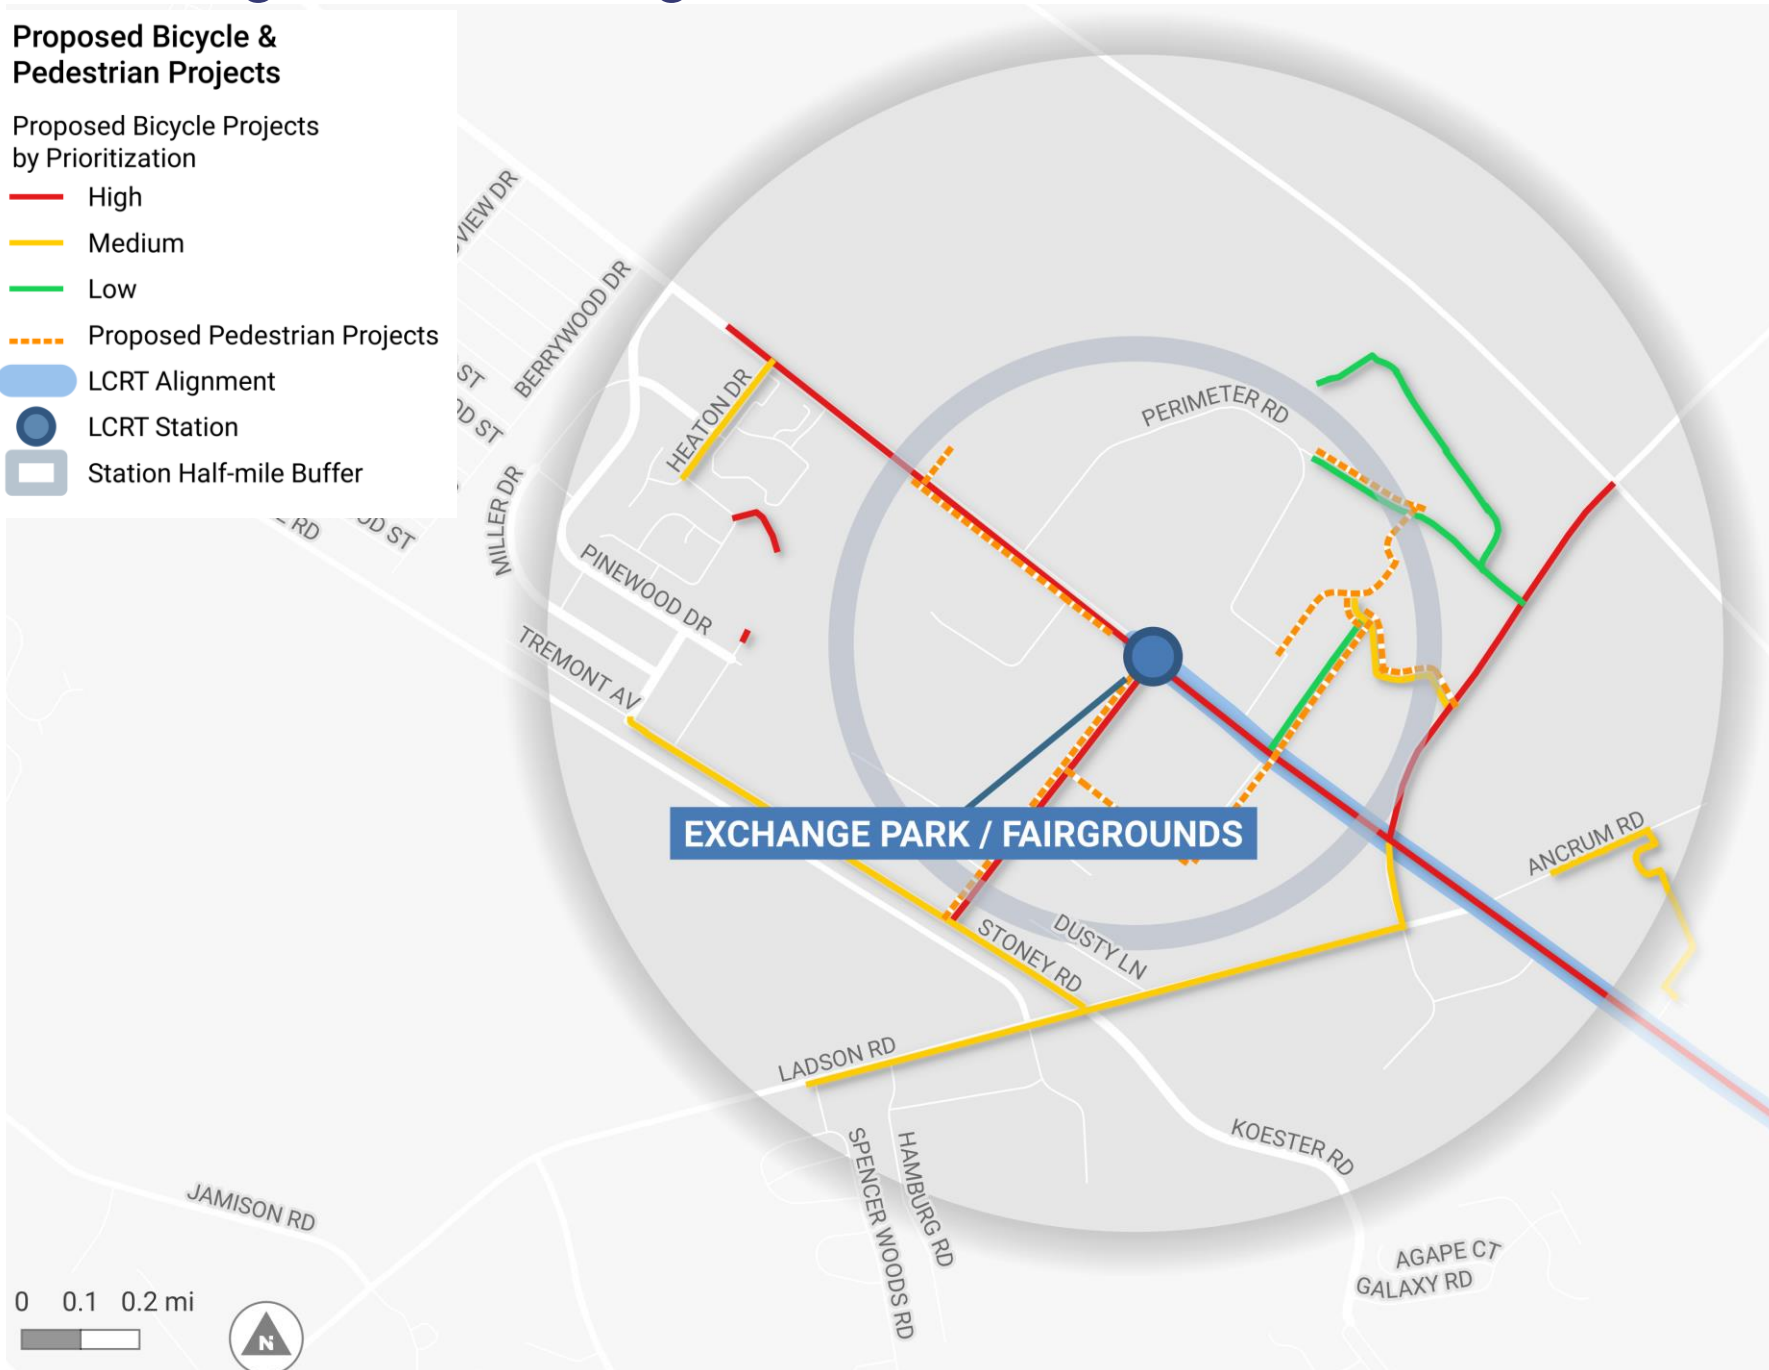 Proposed Bicycle &
Pedestrian Projects
Proposed Bicycle Projects
by Prioritization
High
Medium
Low
Proposed Pedestrian Projects
LCRT Alignment
LCRT Station
Station Half-mile Buffer
BERRYWOOD DR
ST
HEATON DR
PERIMETER RD
MILLER DR
RD
PINEWOOD DR
TREMONT AV
EXCHANGE PARK / FAIRGROUNDS
ANCRUM RD
DUSTY LN
STONEY RD
LADSON RD
KOESTER RD
SPENCER WOODS RD
HAMBURG RD
JAMISON RD
AGAPE CT
GALAXY RD
0 0.1 0.2 mi
N